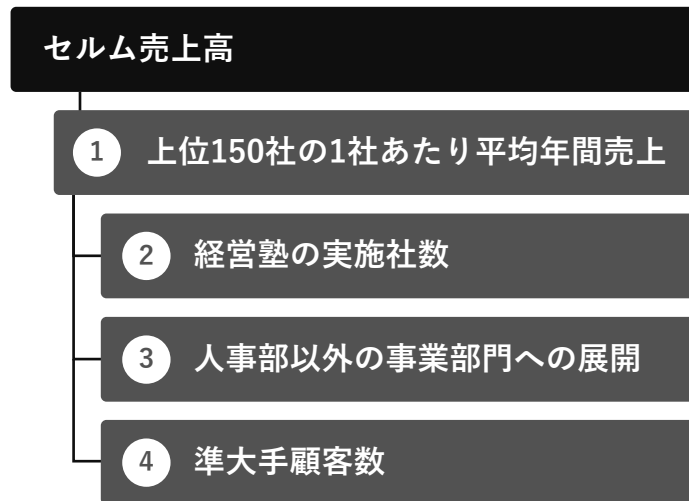 セルム売上高
1 上位150社の1社あたり平均年間売上
2 経営塾の実施社数
3 人事部以外の事業部門への展開
4 準大手顧客数